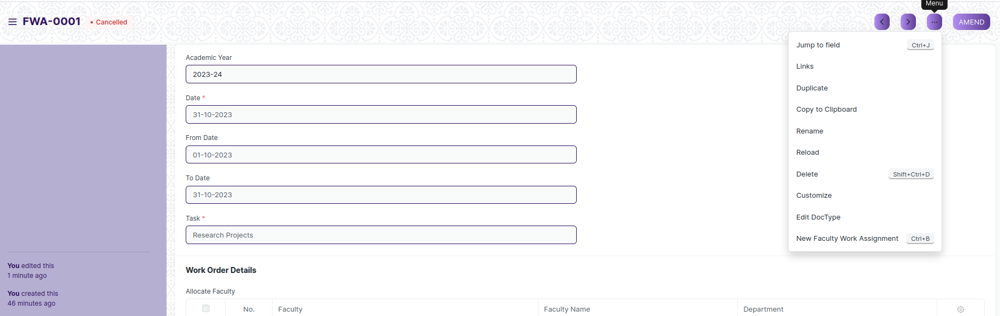 Menu
FWA-0001
• Cancelled
...
AMEND
Jump to field Ctrl+J
Links
Duplicate
Copy to Clipboard
Rename
Reload
Delete Shift+Ctrl+D
Customize
Edit DocType
New Faculty Work Assignment Ctrl+B
Academic Year
2023-24
Date *
31-10-2023
From Date
01-10-2023
To Date
31-10-2023
Task *
Research Projects
Work Order Details
Allocate Faculty
No. Faculty Faculty Name Department
You edited this
1 minute ago
You created this
46 minutes ago